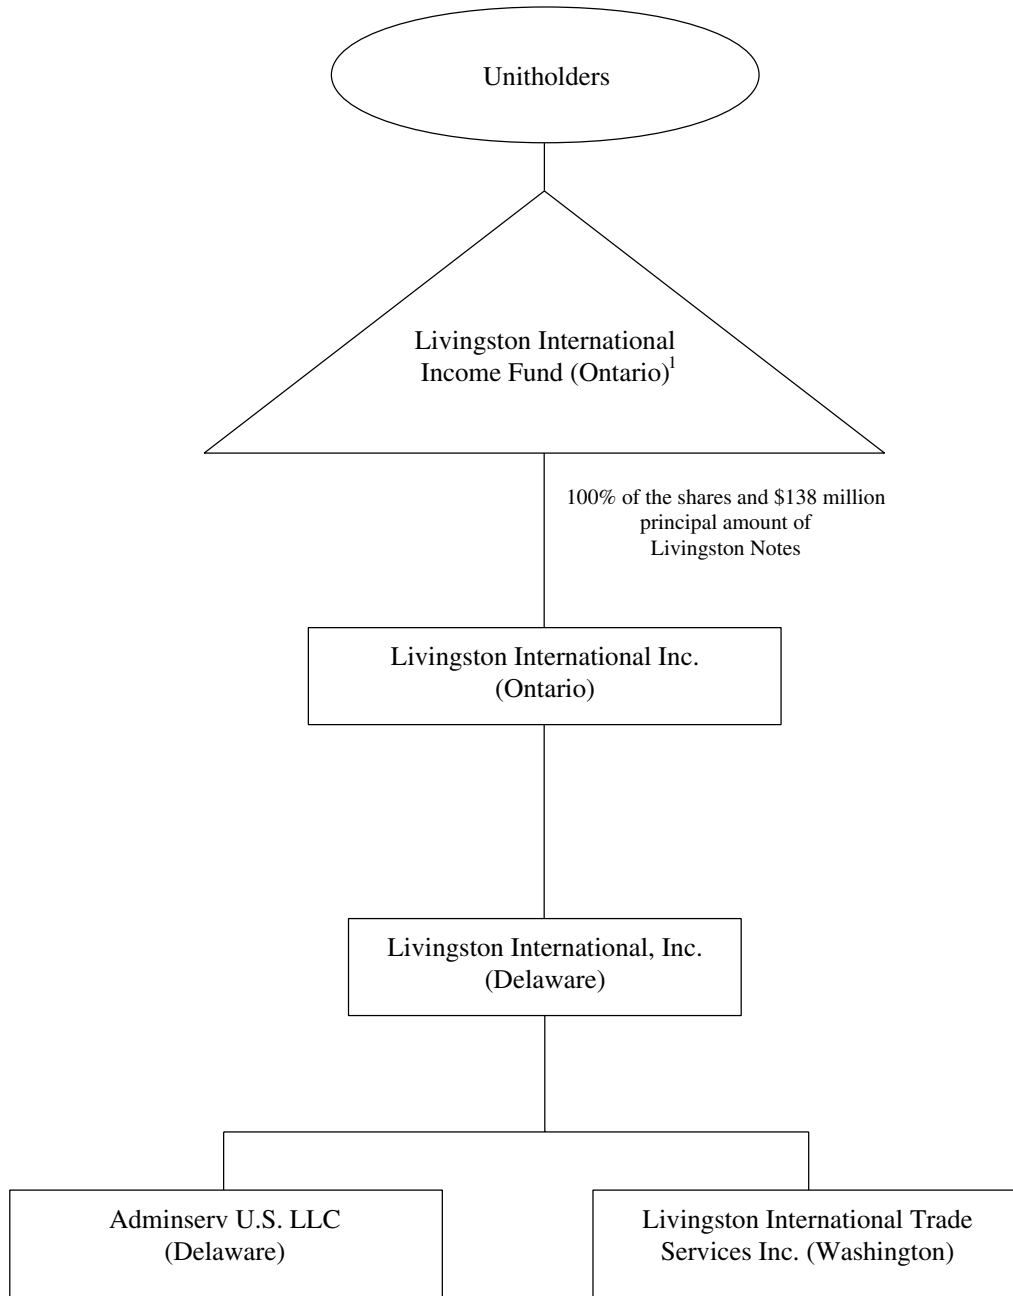 Unitholders
Livingston International
Income Fund (Ontario)1
100% of the shares and $138 million
principal amount of
Livingston Notes
Livingston International Inc.
(Ontario)
Livingston International, Inc.
(Delaware)
Adminserv U.S. LLC
(Delaware)
Livingston International Trade
Services Inc. (Washington)